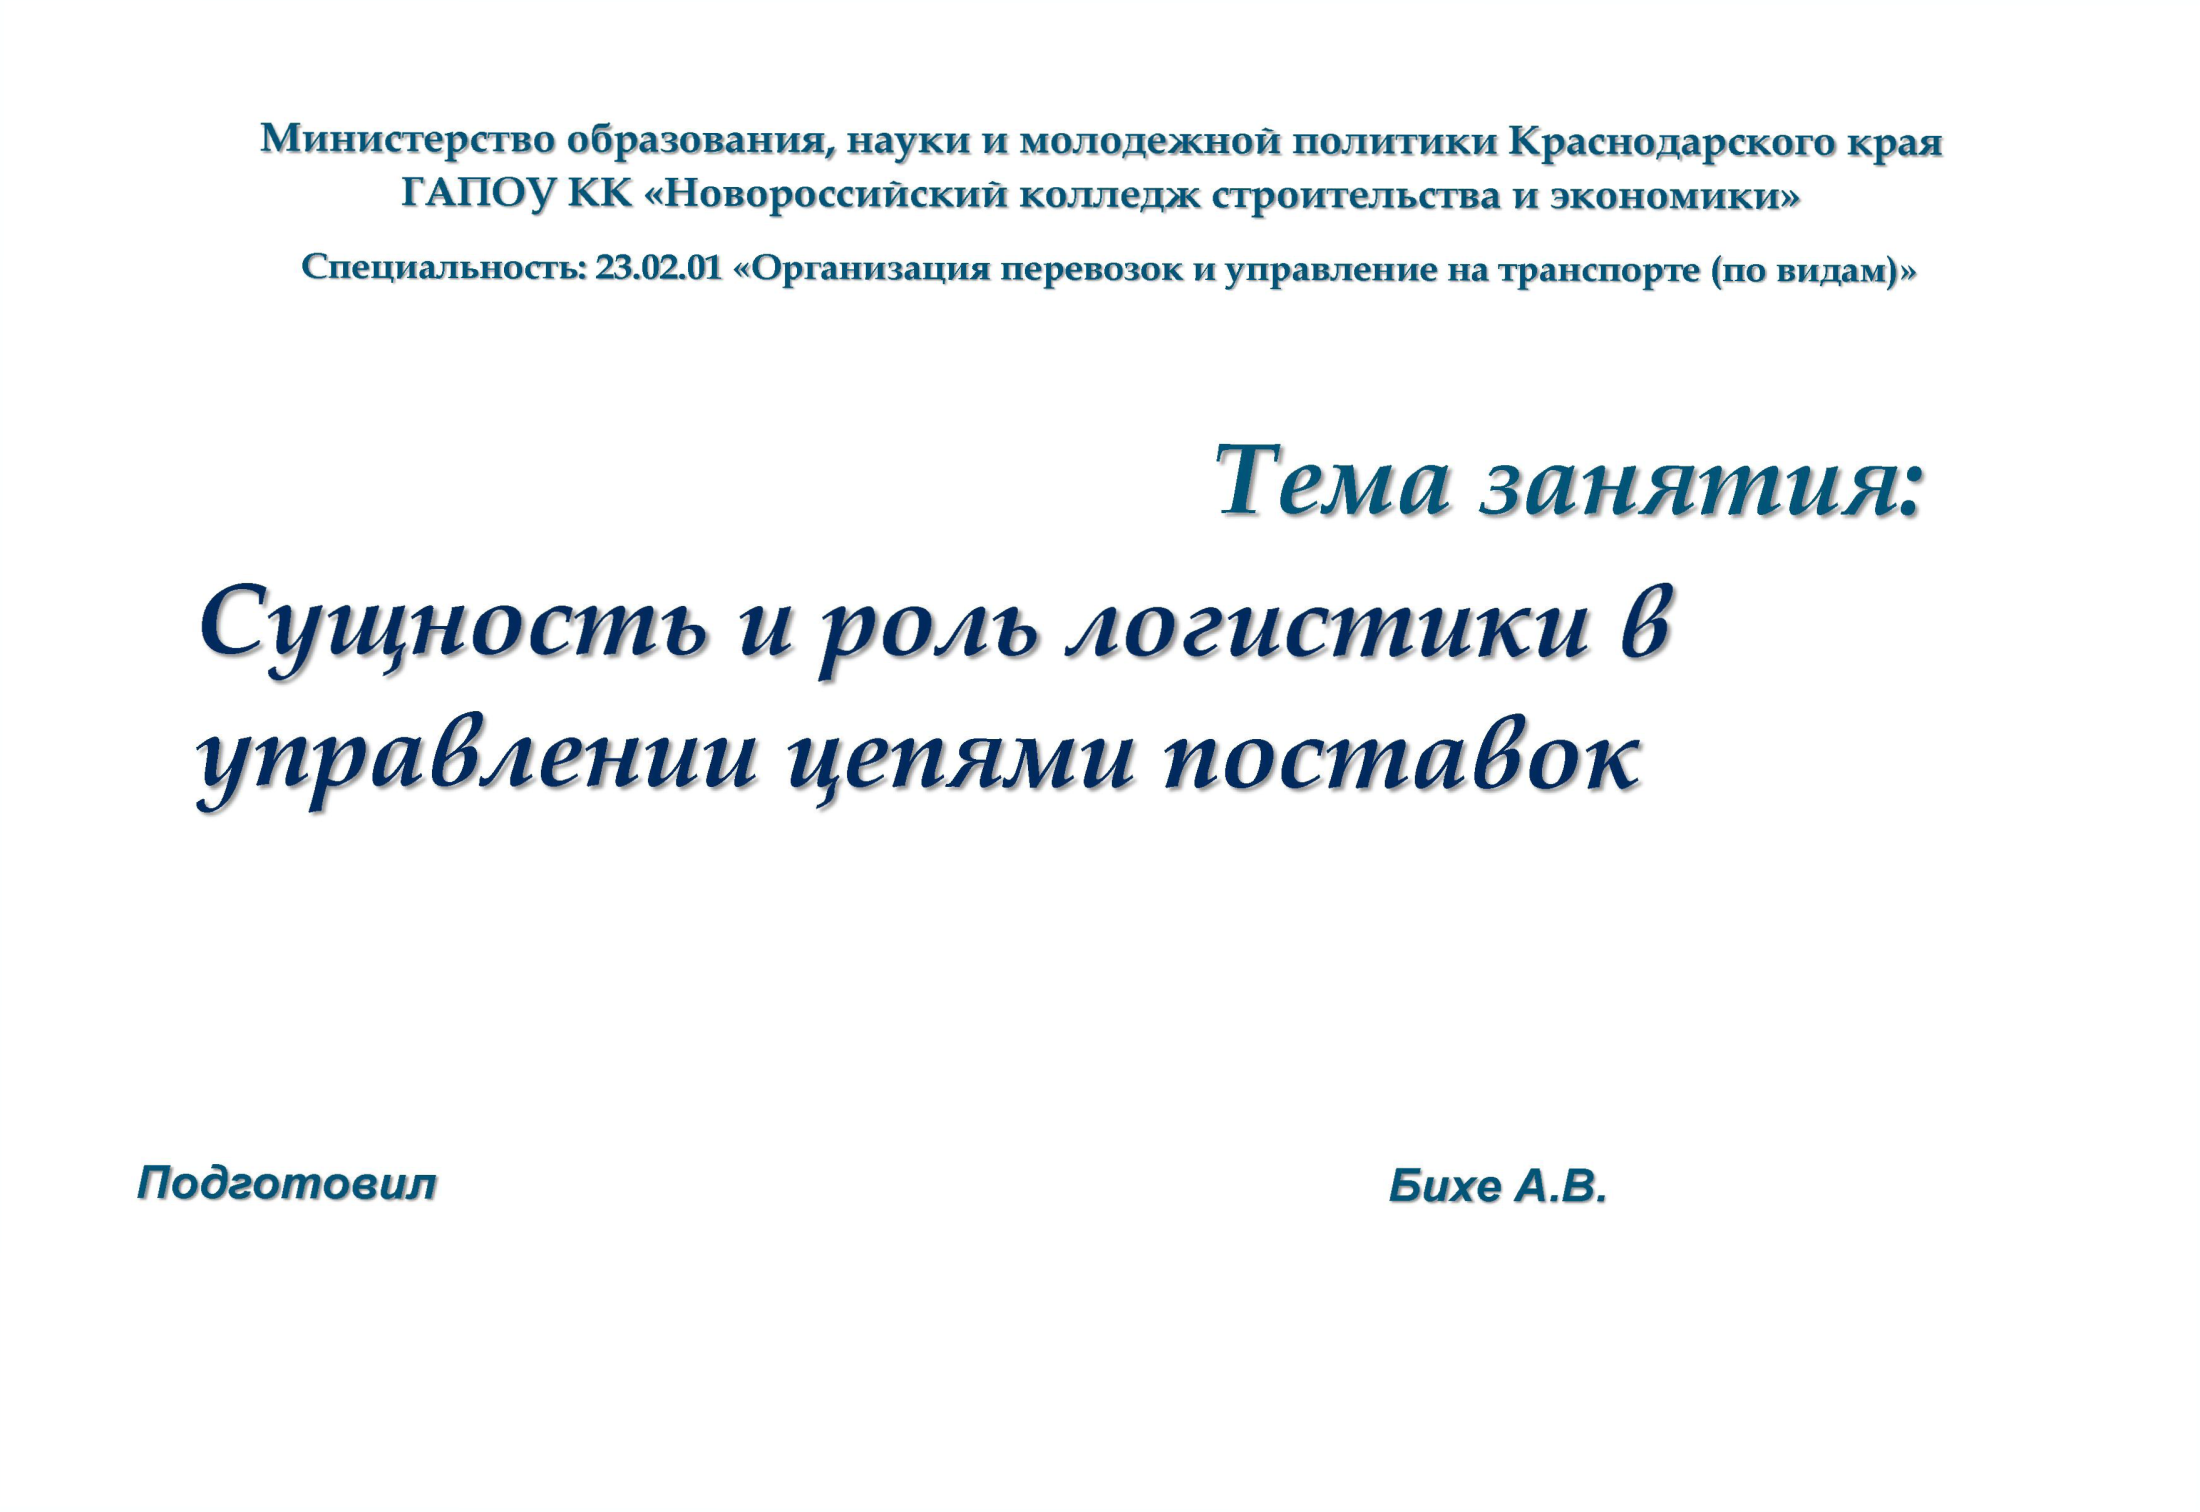 Министерство образования, науки и молодежной политики Краснодарского края
ГАПОУ КК «Новороссийский колледж строительства и экономики»
Специальность: 23.02.01 «Организация перевозок и управление на транспорте (по видам)»
Тема занятия:
Сущность и роль логистики в
управлении цепями поставок
Подготовил Бихе А.В.